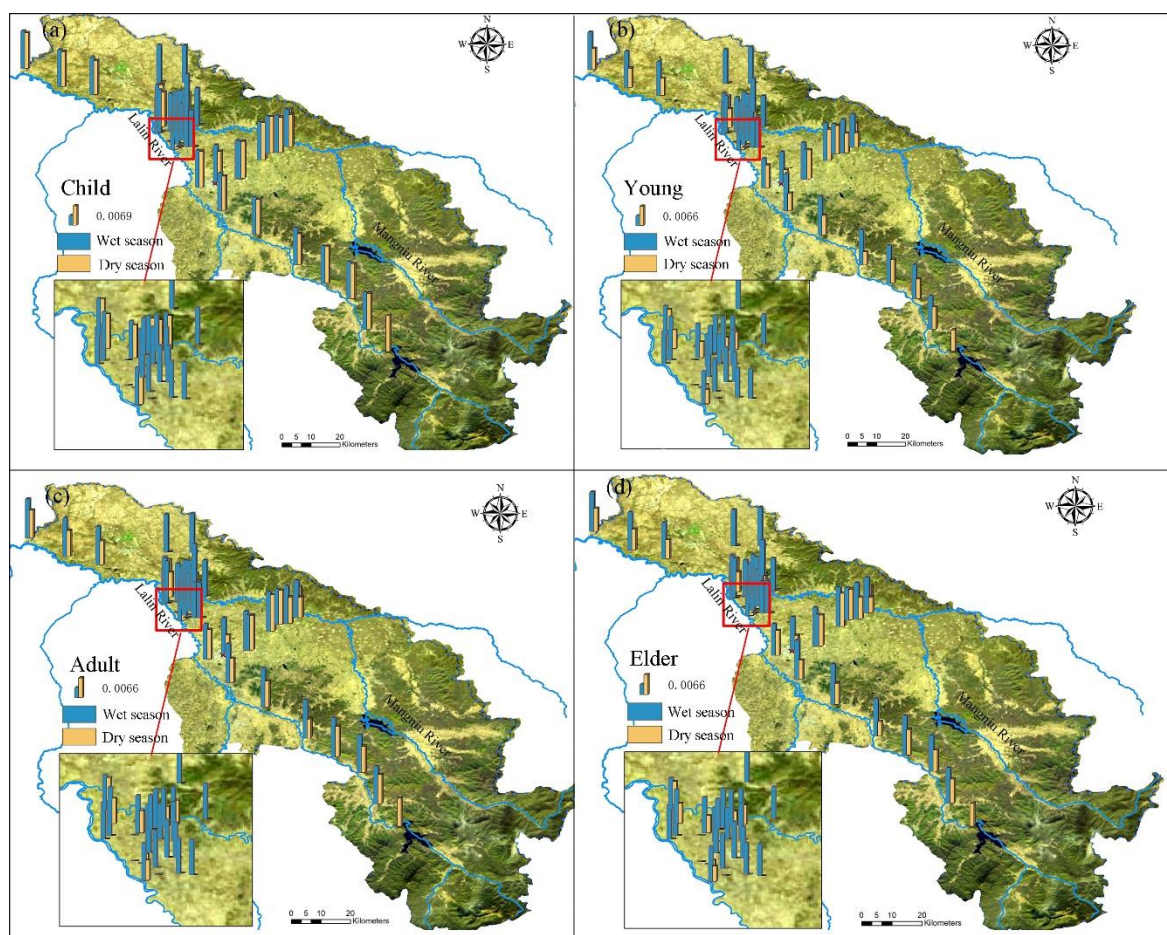 (a)
N
W E
S
Lalin River
Child
0.0069
Wet season
Dry season
Mangniu River
0 5 10 20
Kilometers
(b)
N
W E
S
Lalin River
Young
0.0066
Wet season
Dry season
Mangniu River
0 5 10 20
Kilometers
(c)
N
W E
S
Lalin River
Adult
0.0066
Wet season
Dry season
Mangniu River
0 5 10 20
Kilometers
(d)
N
W E
S
Lalin River
Elder
0.0066
Wet season
Dry season
Mangniu River
0 5 10 20
Kilometers